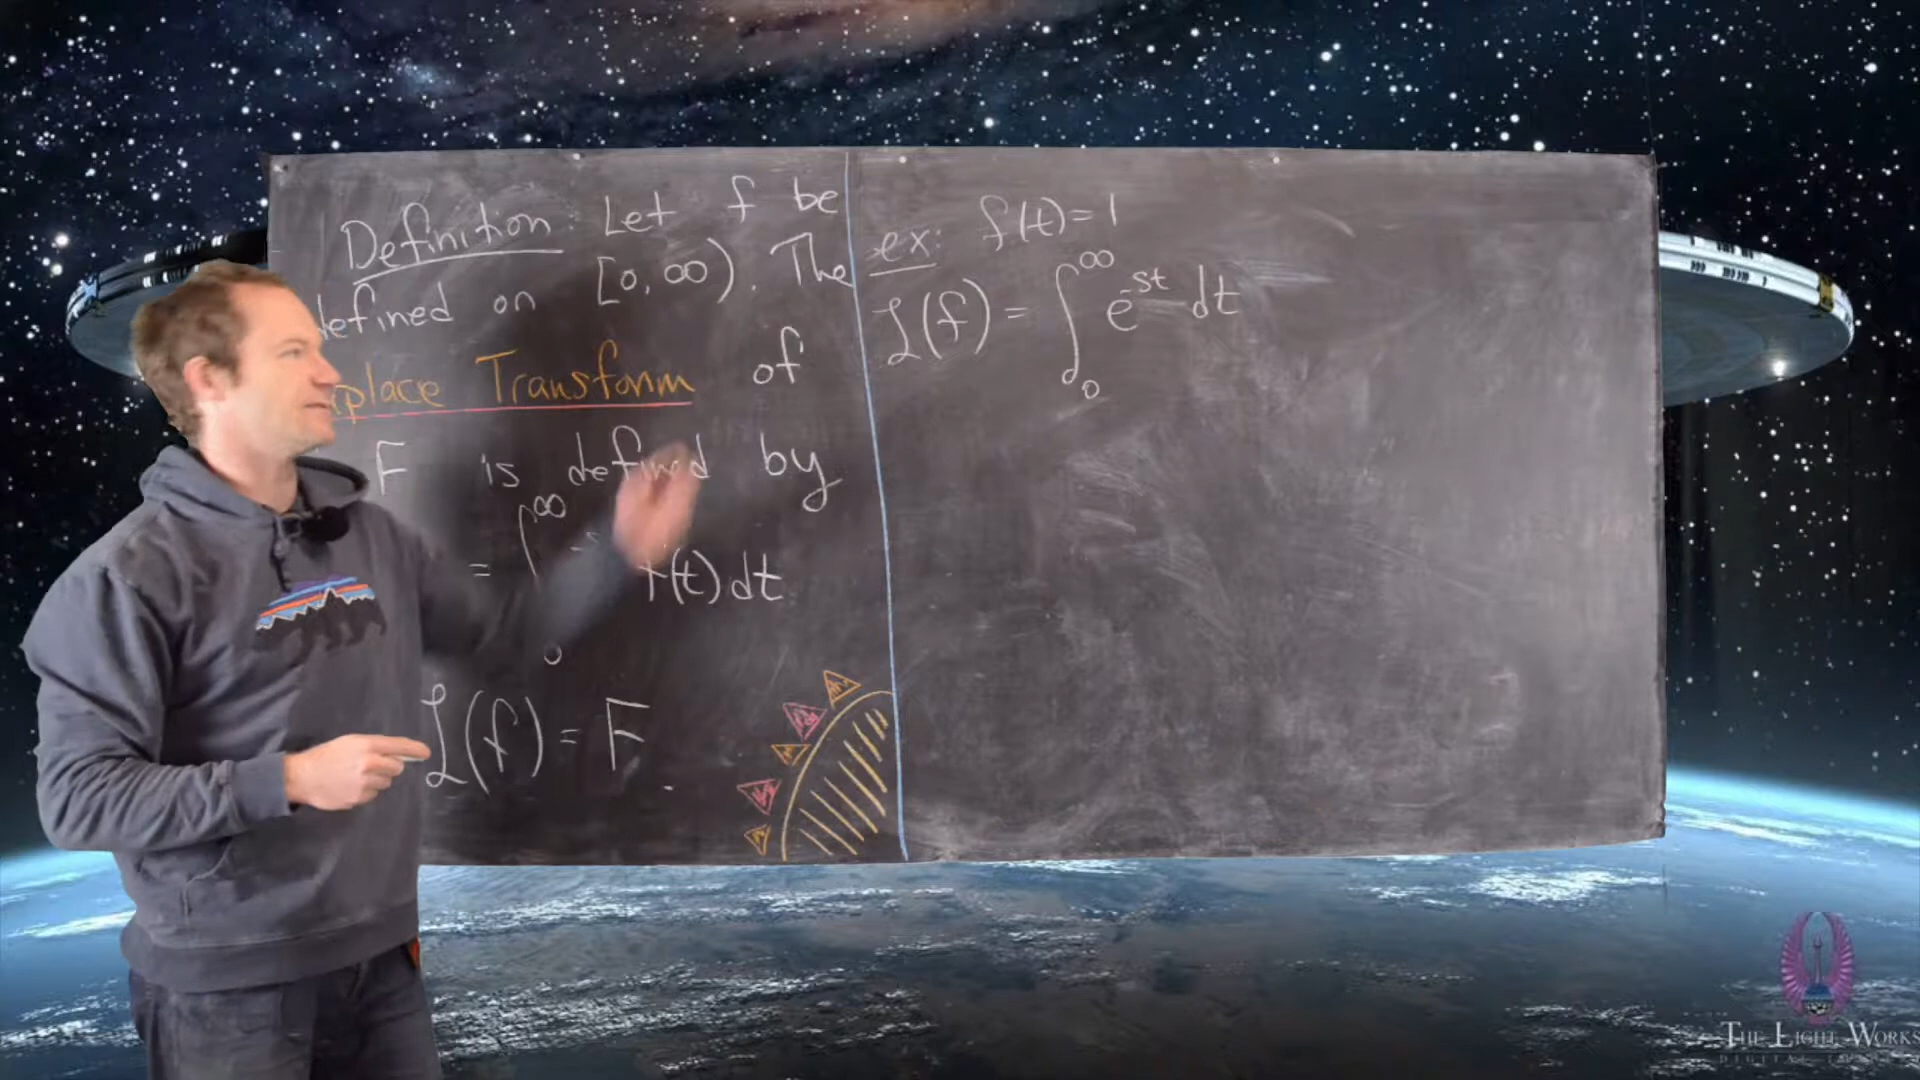 Definition: Let f be
defined on [0, ∞). The
Transform of
F is defined by
= ∫₀^∞ f(t) dt
ℒ(f) = F.
ex: f(t) = 1
ℒ(f) = ∫₀^∞ e^{-st} dt
THE LIGHT WORKS